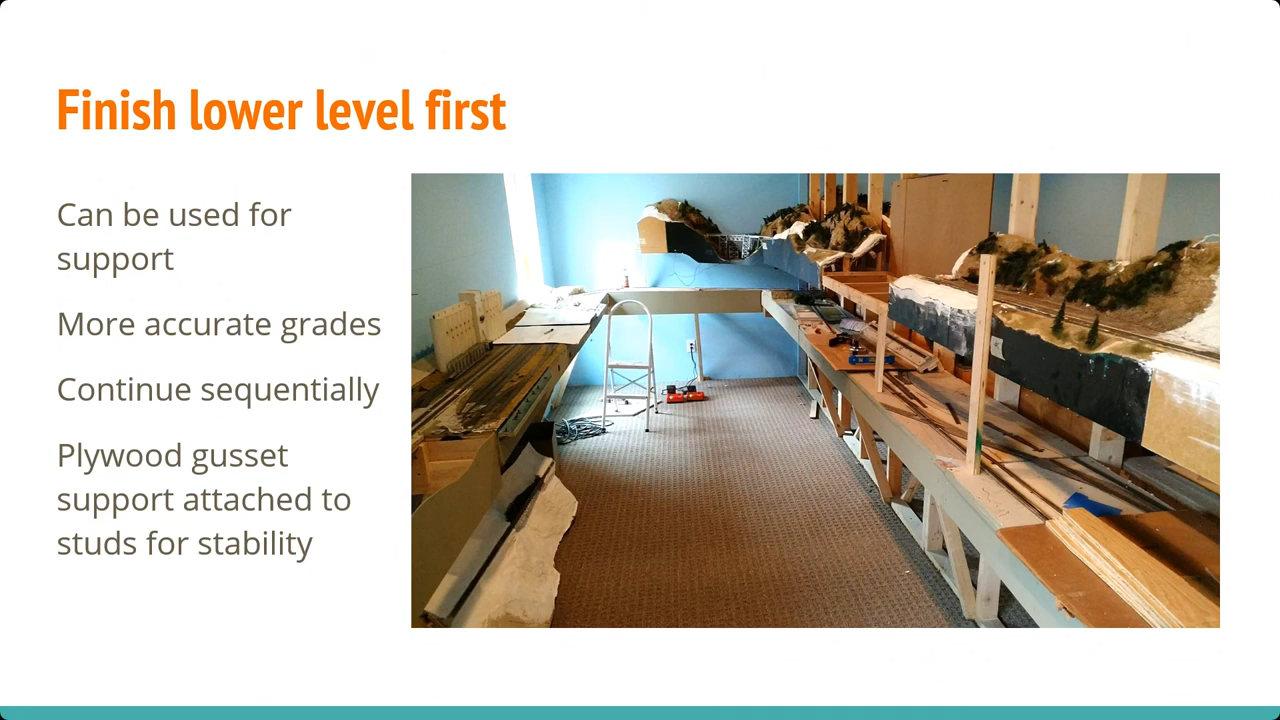 Finish lower level first
Can be used for
support
More accurate grades
Continue sequentially
Plywood gusset
support attached to
studs for stability